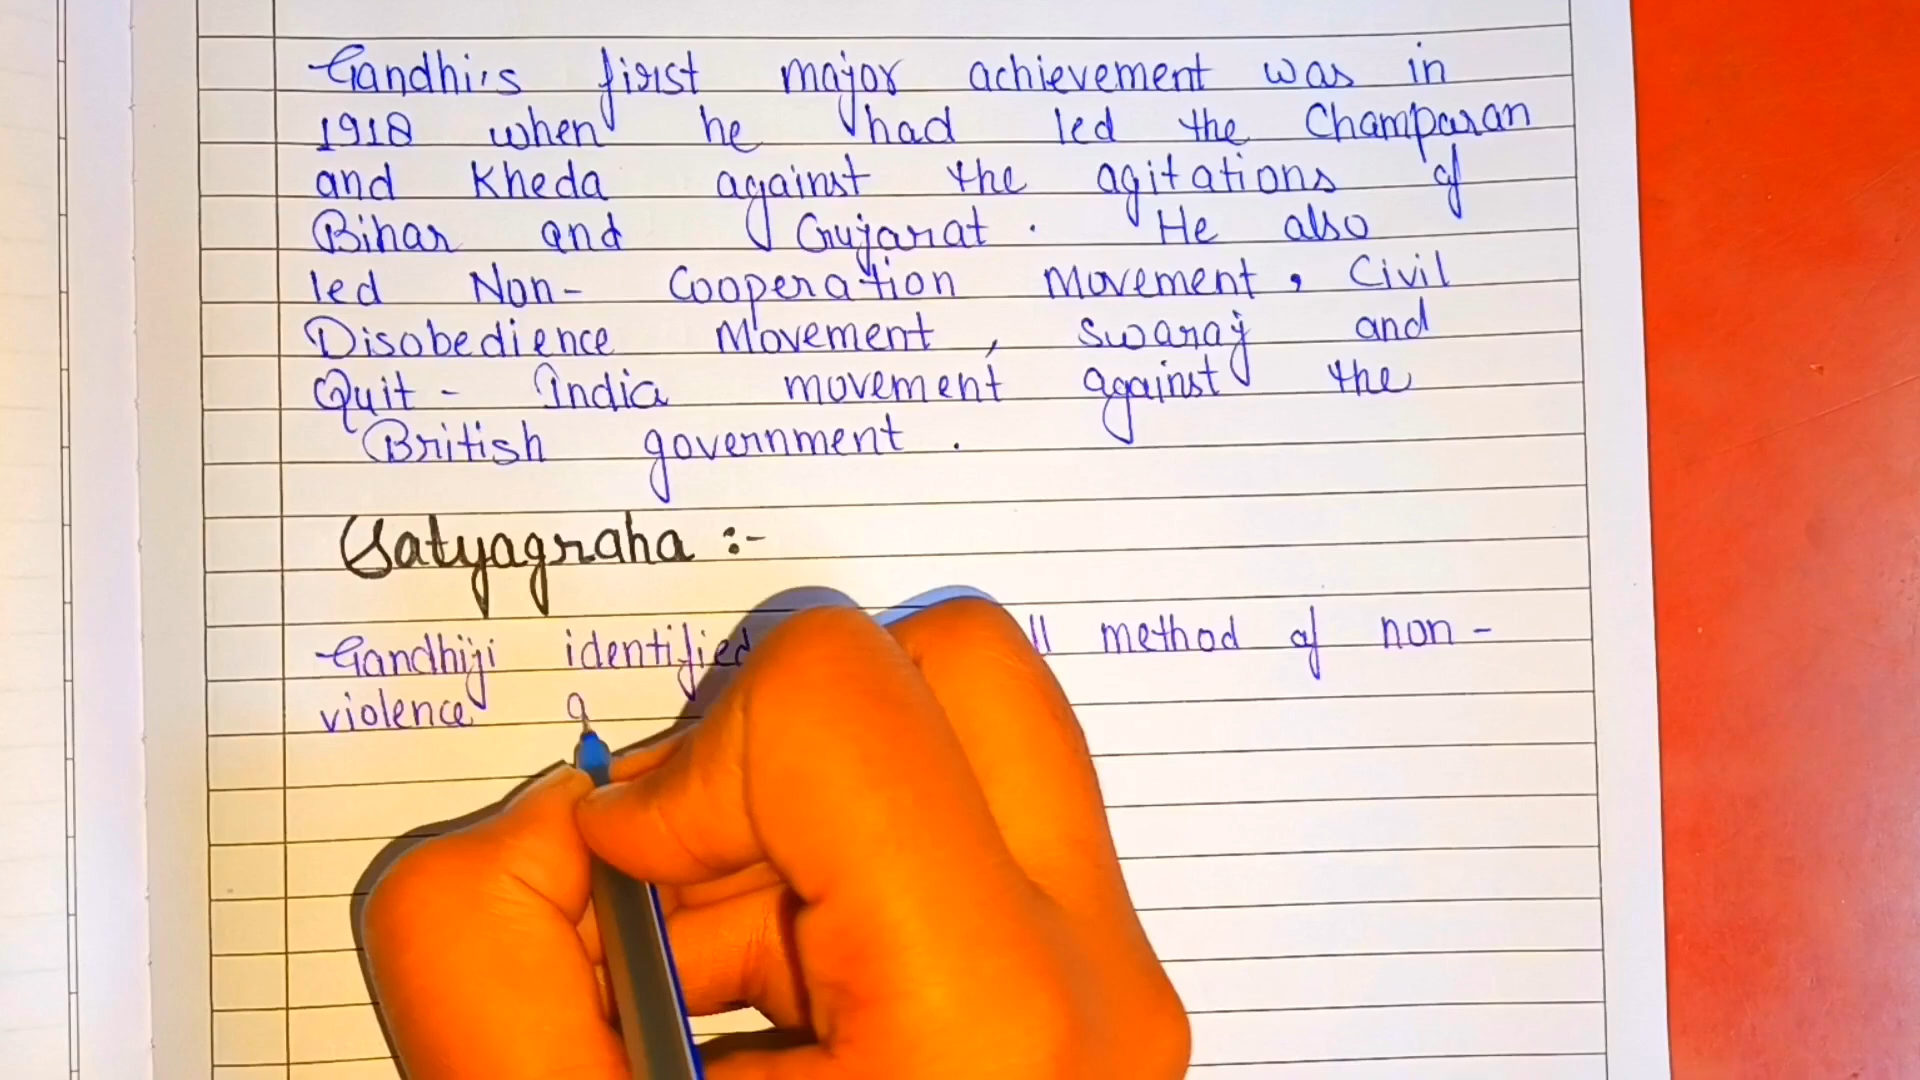 Gandhi's first major achievement was in
1918 when he had led the Champaran
and Kheda against the agitations of
Bihar and Gujarat. He also
led Non-Cooperation Movement, Civil
Disobedience Movement, swaraj and
Quit-India movement against the
British government.
Satyagraha :-
Gandhiji identified method of non-
violence